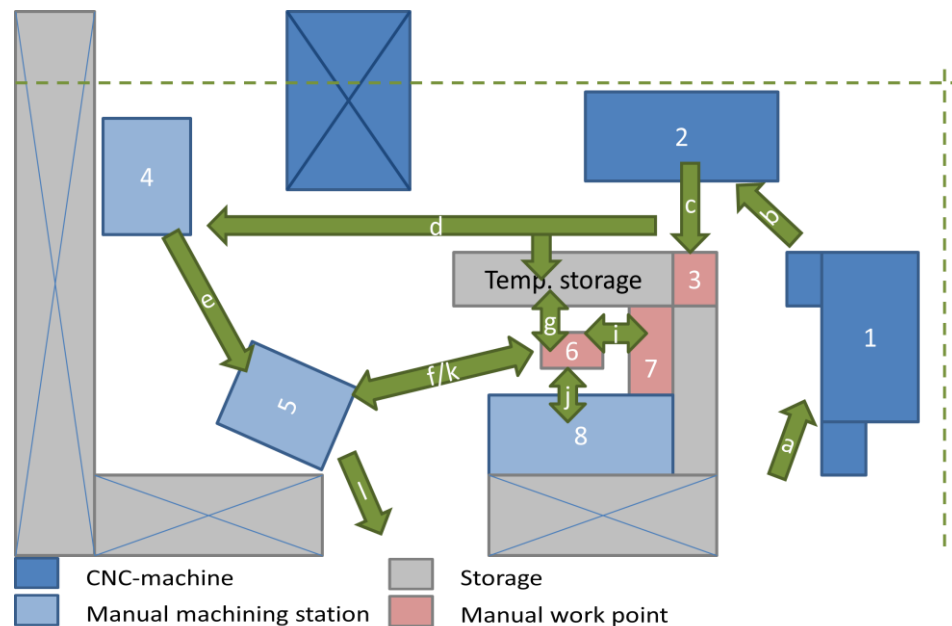 2
4
b
c
d
Temp. storage
3
e
g
i
1
6
7
f/k
j
5
8
a
l
CNC-machine
Storage
Manual machining station
Manual work point